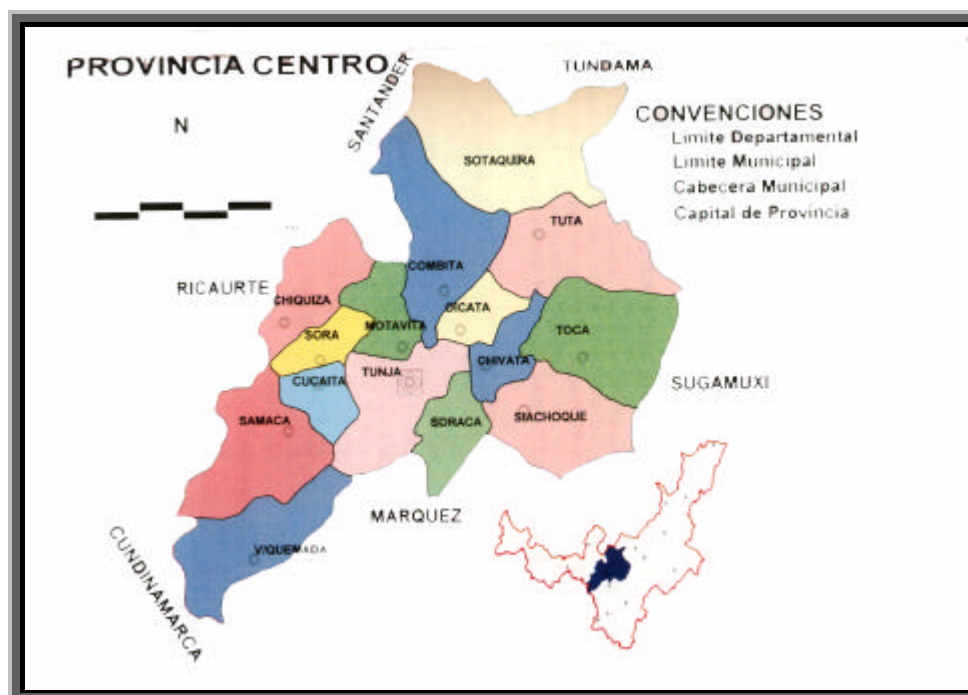 PROVINCIA CENTRO
TUNDAMA
SANTANDER
CONVENCIONES
N
Limite Departamental
Limite Municipal
Cabecera Municipal
Capital de Provincia
SOTAQUIRA
TUTA
COMBITA
RICAURTE
CHIQUIZA
OICATA
MOTAVITA
SORA
TOCA
CHIVATA
TUNJA
CUCAITA
SUGAMUXI
SIACHOQUE
SAMACA
SORACA
MARQUEZ
V/QUEMADA
CUNDINAMARCA